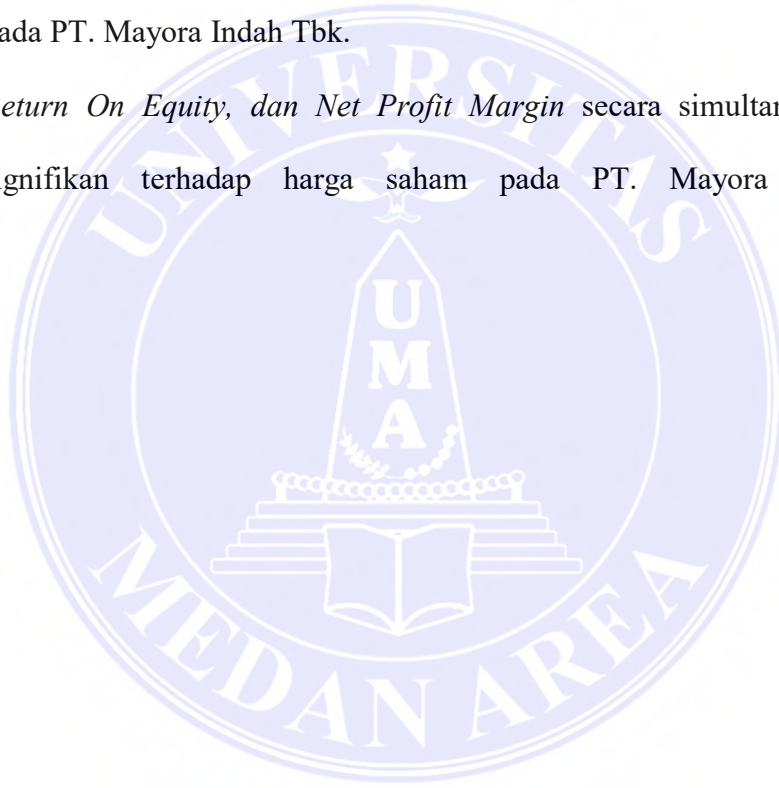 ada PT. Mayora Indah Tbk.
eturn On Equity, dan Net Profit Margin secara simultan
gnifikan terhadap harga saham pada PT. Mayora
UNIVERSITAS
UMA
MEDAN AREA